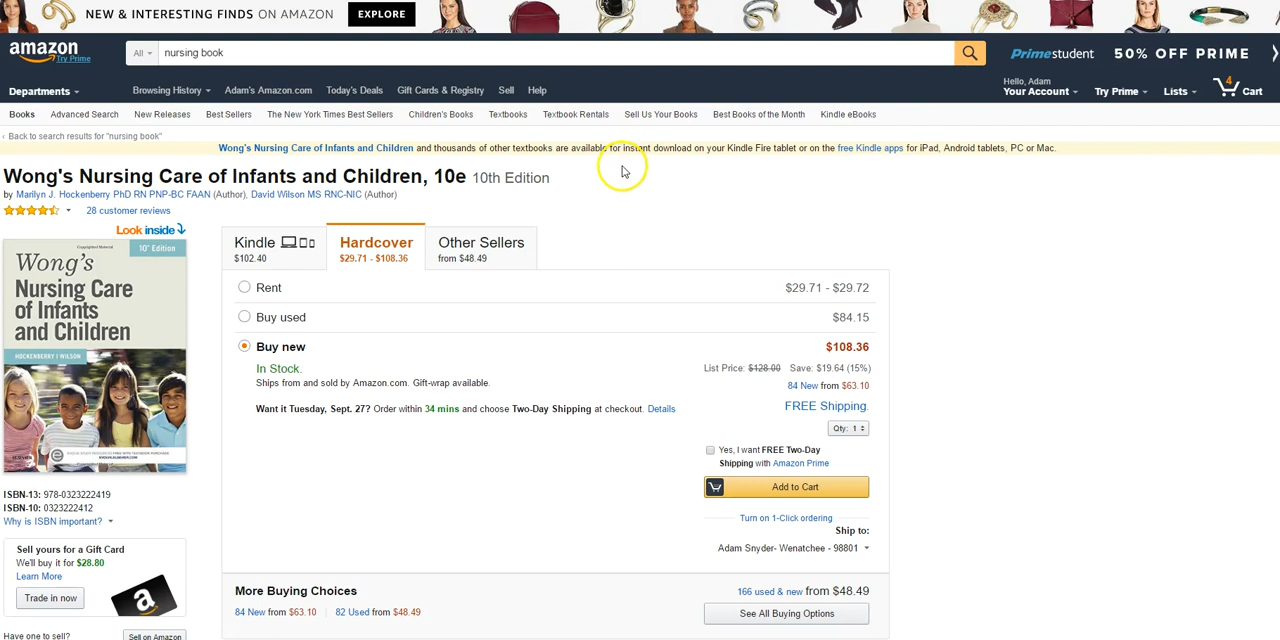 NEW & INTERESTING FINDS ON AMAZON EXPLORE
amazon
Try Prime
All
nursing book
Primestudent 50% OFF PRIME
Departments
Browsing History Adam's Amazon.com Today's Deals Gift Cards & Registry Sell Help
Hello, Adam
Your Account Try Prime Lists 4 Cart
Books Advanced Search New Releases Best Sellers The New York Times Best Sellers Children's Books Textbooks Textbook Rentals Sell Us Your Books Best Books of the Month Kindle eBooks
‹ Back to search results for "nursing book"
Wong's Nursing Care of Infants and Children and thousands of other textbooks are available for instant download on your Kindle Fire tablet or on the free Kindle apps for iPad, Android tablets, PC or Mac.
Wong's Nursing Care of Infants and Children, 10e 10th Edition
by Marilyn J. Hockenberry PhD RN PNP-BC FAAN (Author), David Wilson MS RNC-NIC (Author)
28 customer reviews
Look inside
Copyrighted Material
10th Edition
Wong's
Nursing Care
of Infants
and Children
HOCKENBERRY | WILSON
ELSEVIER
ISBN-13: 978-0323222419
ISBN-10: 0323222412
Why is ISBN important?
Sell yours for a Gift Card
We'll buy it for $28.80
Learn More
Trade in now
a
Have one to sell? Sell on Amazon
Kindle
$102.40
Hardcover
$29.71 - $108.36
Other Sellers
from $48.49
Rent $29.71 - $29.72
Buy used $84.15
Buy new $108.36
In Stock.
Ships from and sold by Amazon.com. Gift-wrap available.
Want it Tuesday, Sept. 27? Order within 34 mins and choose Two-Day Shipping at checkout. Details
List Price: $128.00 Save: $19.64 (15%)
84 New from $63.10
FREE Shipping.
Qty: 1
Yes, I want FREE Two-Day
Shipping with Amazon Prime
Add to Cart
Turn on 1-Click ordering
Ship to:
Adam Snyder- Wenatchee - 98801
More Buying Choices
84 New from $63.10 82 Used from $48.49
166 used & new from $48.49
See All Buying Options